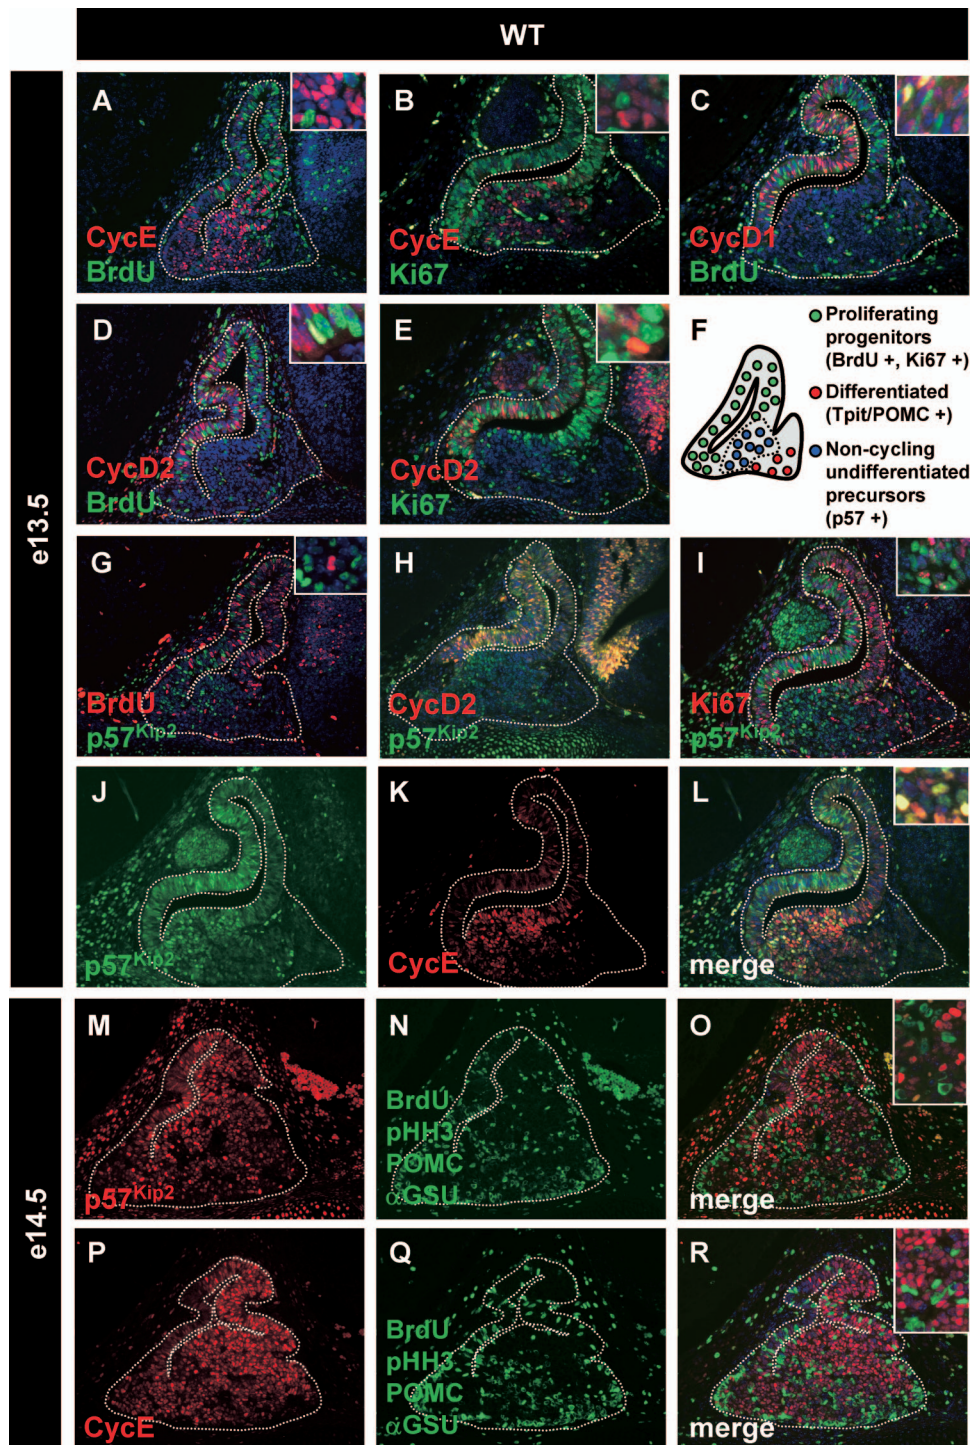 WT
e13.5
A
CycE
BrdU
B
CycE
Ki67
C
CycD1
BrdU
D
CycD2
BrdU
E
CycD2
Ki67
F
Proliferating
progenitors
(BrdU +, Ki67 +)
Differentiated
(Tpit/POMC +)
Non-cycling
undifferentiated
precursors
(p57 +)
G
BrdU
p57Kip2
H
CycD2
p57Kip2
I
Ki67
p57Kip2
J
p57Kip2
K
CycE
L
merge
e14.5
M
p57Kip2
N
BrdU
pHH3
POMC
αGSU
O
merge
P
CycE
Q
BrdU
pHH3
POMC
αGSU
R
merge